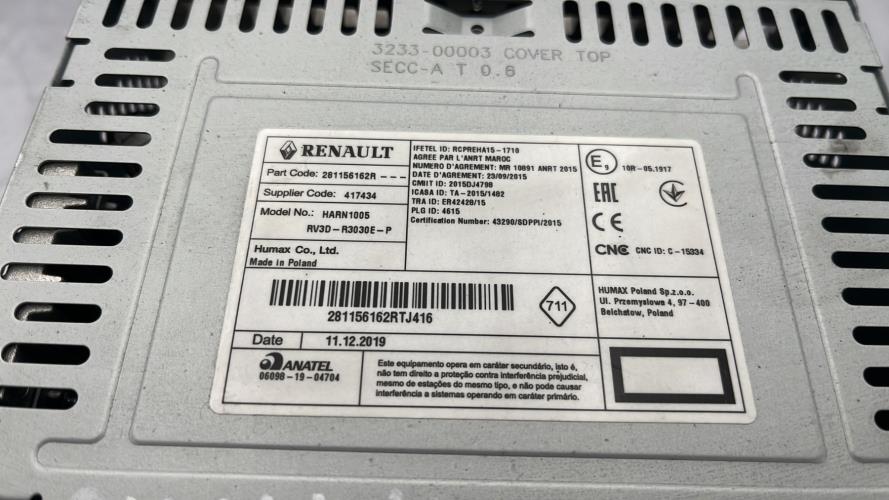 3233-00003 COVER TOP
SECC-A T 0.6
RENAULT
Part Code: 281156162R - - -
Supplier Code: 417434
Model No.: HARN1005
RV3D-R3030E-P
Humax Co., Ltd.
Made in Poland
IFETEL ID: RCPREHA15-1710
AGREE PAR L'ANRT MAROC
NUMERO D'AGREMENT: MR 10891 ANRT 2015
DATE D'AGREMENT: 23/09/2015
CMIIT ID: 2015DJ4798
ICASA ID: TA-2015/1482
TRA ID: ER42428/15
PLG ID: 4615
Certification Number: 43290/SDPPI/2015
E9 10R-05.1917
EAC
CE
CNC CNC ID: C-15334
281156162RTJ416
711
HUMAX Poland Sp.z.o.o.
Ul. Przemyslowa 4, 97-400
Belchatow, Poland
Date 11.12.2019
ANATEL
06098-19-04704
Este equipamento opera em caráter secundário, isto é,
não tem direito a proteção contra interferência prejudicial,
mesmo de estações do mesmo tipo, e não pode causar
interferência a sistemas operando em caráter primário.